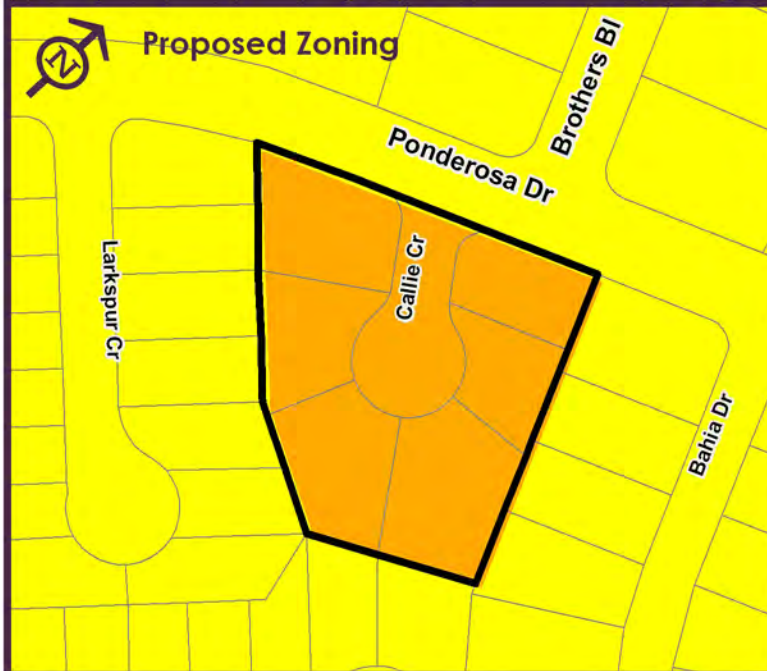 N
Proposed Zoning
Brothers Bl
Ponderosa Dr
Callie Cr
Larkspur Cr
Bahia Dr